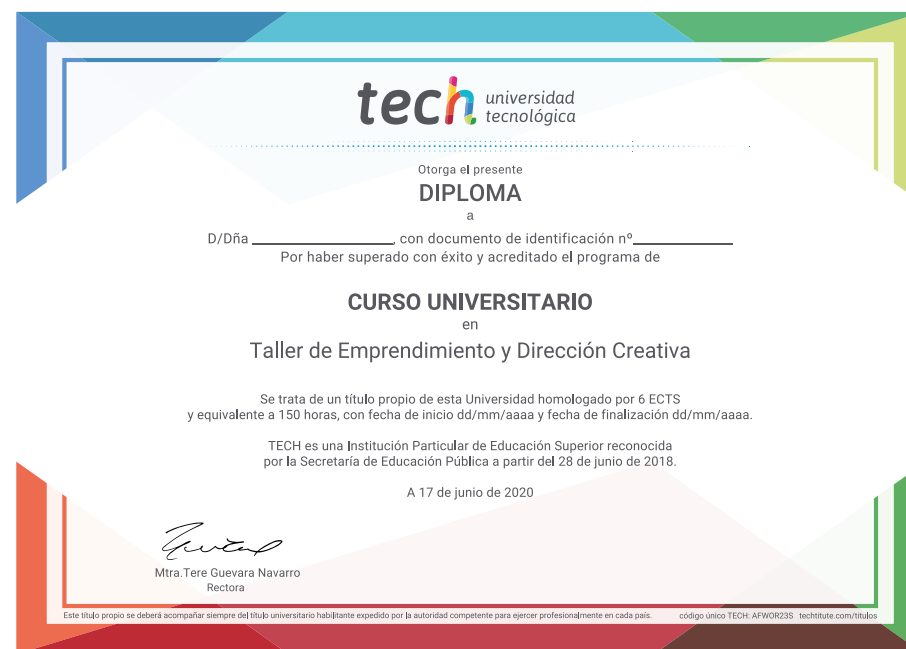 tech universidad
tecnológica
Otorga el presente
DIPLOMA
a
D/Dña ____________________, con documento de identificación nº______________
Por haber superado con éxito y acreditado el programa de
CURSO UNIVERSITARIO
en
Taller de Emprendimiento y Dirección Creativa
Se trata de un título propio de esta Universidad homologado por 6 ECTS
y equivalente a 150 horas, con fecha de inicio dd/mm/aaaa y fecha de finalización dd/mm/aaaa.
TECH es una Institución Particular de Educación Superior reconocida
por la Secretaría de Educación Pública a partir del 28 de junio de 2018.
A 17 de junio de 2020
Mtra.Tere Guevara Navarro
Rectora
Este título propio se deberá acompañar siempre del título universitario habilitante expedido por la autoridad competente para ejercer profesionalmente en cada país. código único TECH: AFWOR23S techtitute.com/titulos